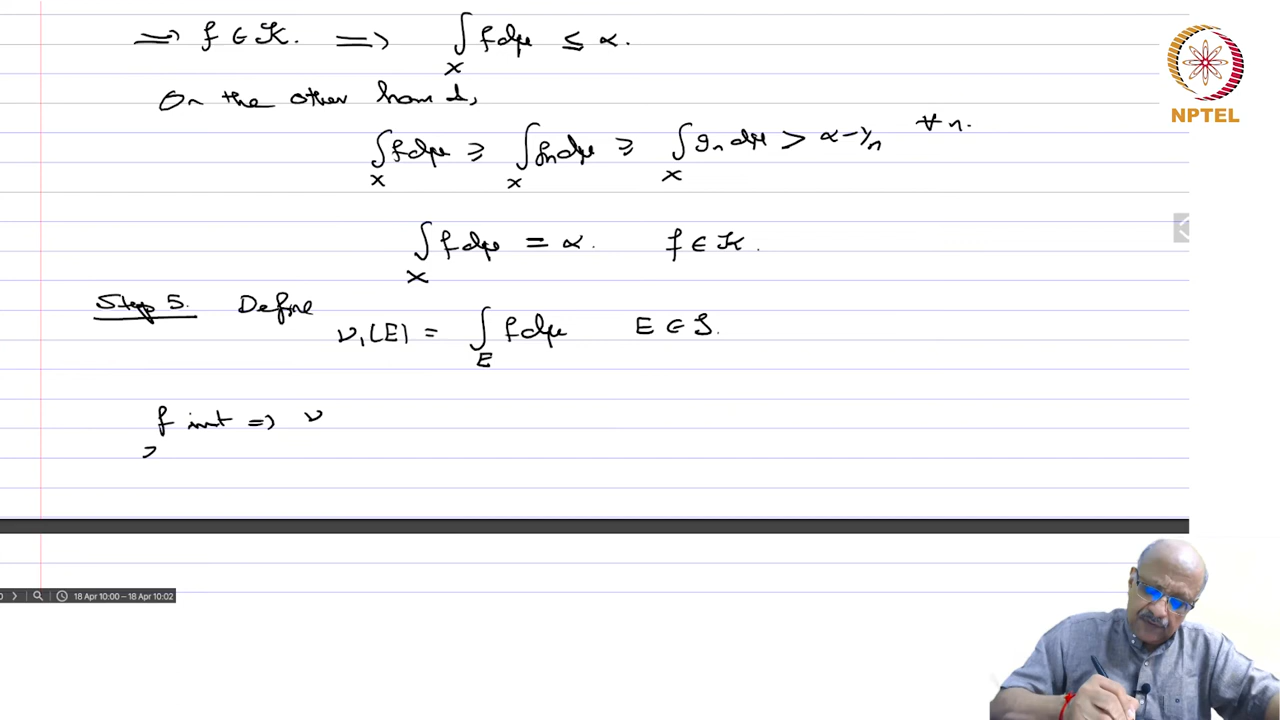 ⟹ f ∈ 𝒦. ⟹ ∫_X f dμ ≤ α.
NPTEL
On the other hand,
∫_X f dμ ≥ ∫_X f_n dμ ≥ ∫_X g_n dμ > α - 1/n ∀ n.
∫_X f dμ = α. f ∈ 𝒦.
Step 5. Define
ν_1(E) = ∫_E f dμ E ∈ S.
f int ⟹ ν
18 Apr 10:00 – 18 Apr 10:02